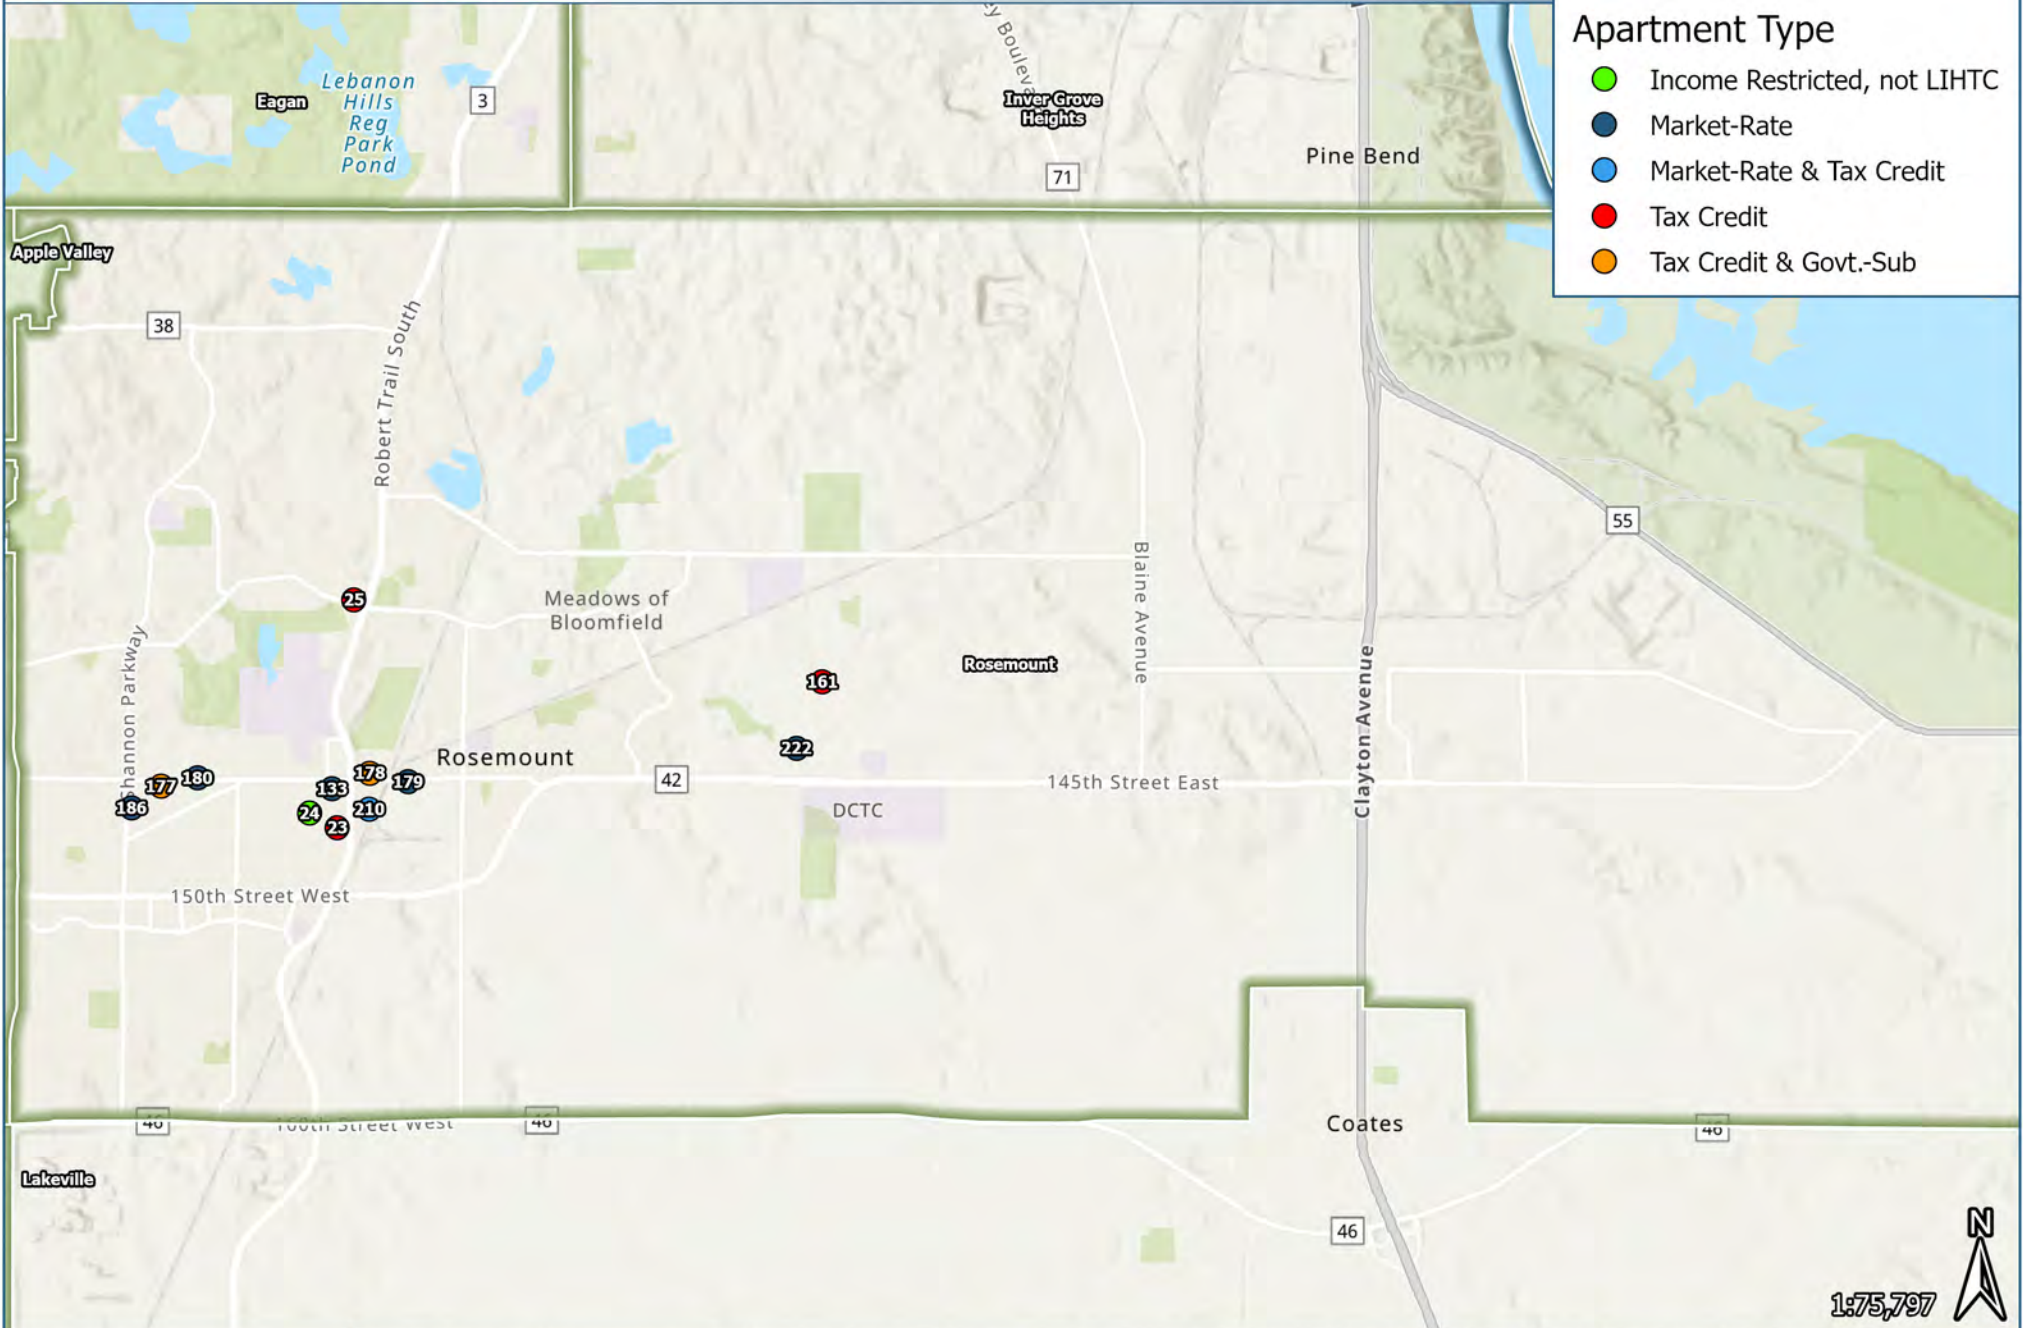 Apartment Type
Income Restricted, not LIHTC
Market-Rate
Market-Rate & Tax Credit
Tax Credit
Tax Credit & Govt.-Sub
Lebanon
Hills
Reg
Park
Pond
Eagan
3
Inver Grove
Heights
71
Pine Bend
Apple Valley
38
Robert Trail South
55
Blaine Avenue
25
Meadows of
Bloomfield
Shannon Parkway
161
Rosemount
Clayton Avenue
222
Rosemount
177
180
186
133
178
179
24
210
23
42
145th Street East
DCTC
150th Street West
46
160th Street West
46
Coates
46
Lakeville
46
N
1:75,797